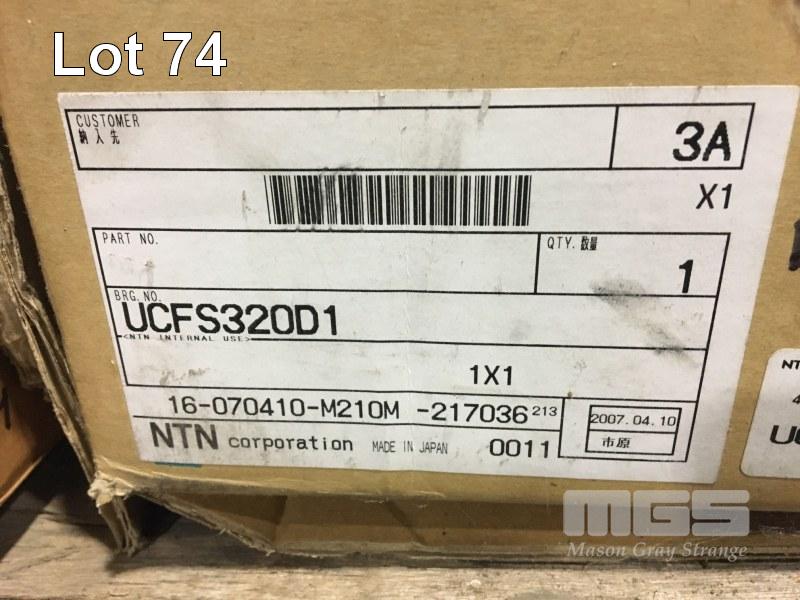 Lot 74
CUSTOMER
納入先
3A
X1
PART NO.
QTY. 数量
1
BRG. NO.
UCFS320D1
<NTN INTERNAL USE>
1X1
16-070410-M210M -217036 213
2007.04.10
市原
NTN corporation MADE IN JAPAN 0011
NT
4
MGS
Mason Gray Strange